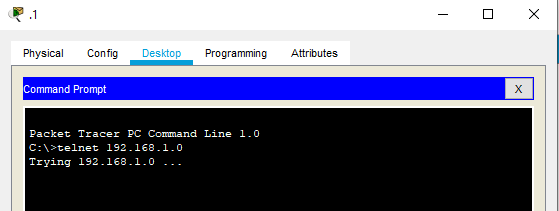 .1
Physical Config Desktop Programming Attributes
Command Prompt X
Packet Tracer PC Command Line 1.0
C:\>telnet 192.168.1.0
Trying 192.168.1.0 ...